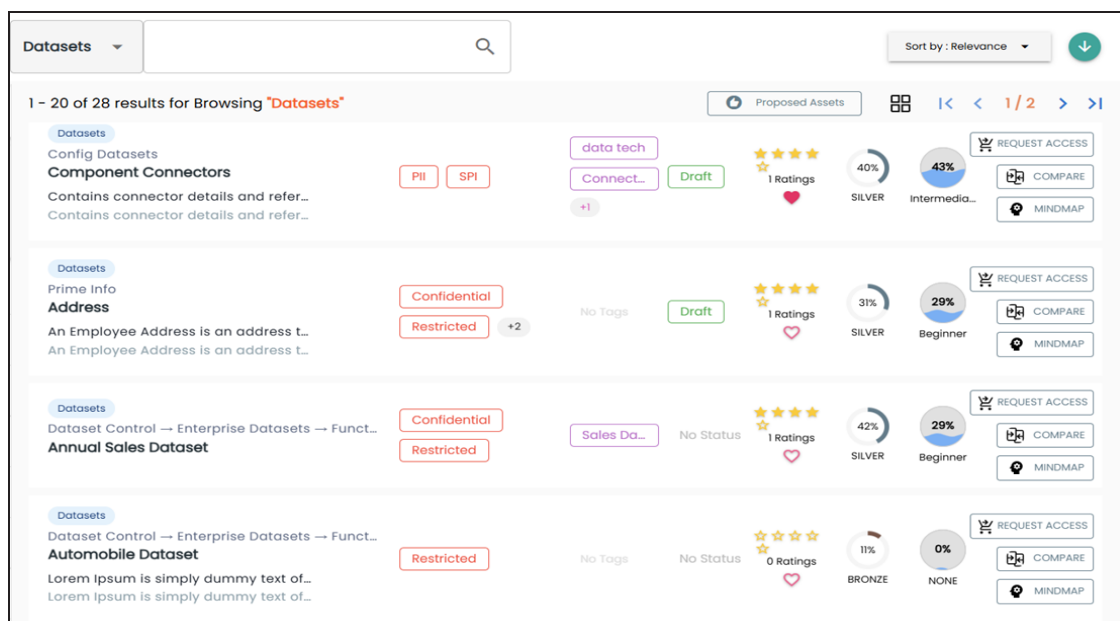 Datasets
Sort by : Relevance
1 - 20 of 28 results for Browsing "Datasets"
Proposed Assets
1 / 2
Datasets
Config Datasets
Component Connectors
Contains connector details and refer...
Contains connector details and refer...
PII
SPI
data tech
Connect...
+1
Draft
1 Ratings
40%
SILVER
43%
Intermedia...
REQUEST ACCESS
COMPARE
MINDMAP
Datasets
Prime Info
Address
An Employee Address is an address t...
An Employee Address is an address t...
Confidential
Restricted
+2
No Tags
Draft
1 Ratings
31%
SILVER
29%
Beginner
REQUEST ACCESS
COMPARE
MINDMAP
Datasets
Dataset Control → Enterprise Datasets → Funct...
Annual Sales Dataset
Confidential
Restricted
Sales Da...
No Status
1 Ratings
42%
SILVER
29%
Beginner
REQUEST ACCESS
COMPARE
MINDMAP
Datasets
Dataset Control → Enterprise Datasets → Funct...
Automobile Dataset
Lorem Ipsum is simply dummy text of...
Lorem Ipsum is simply dummy text of...
Restricted
No Tags
No Status
0 Ratings
11%
BRONZE
0%
NONE
REQUEST ACCESS
COMPARE
MINDMAP